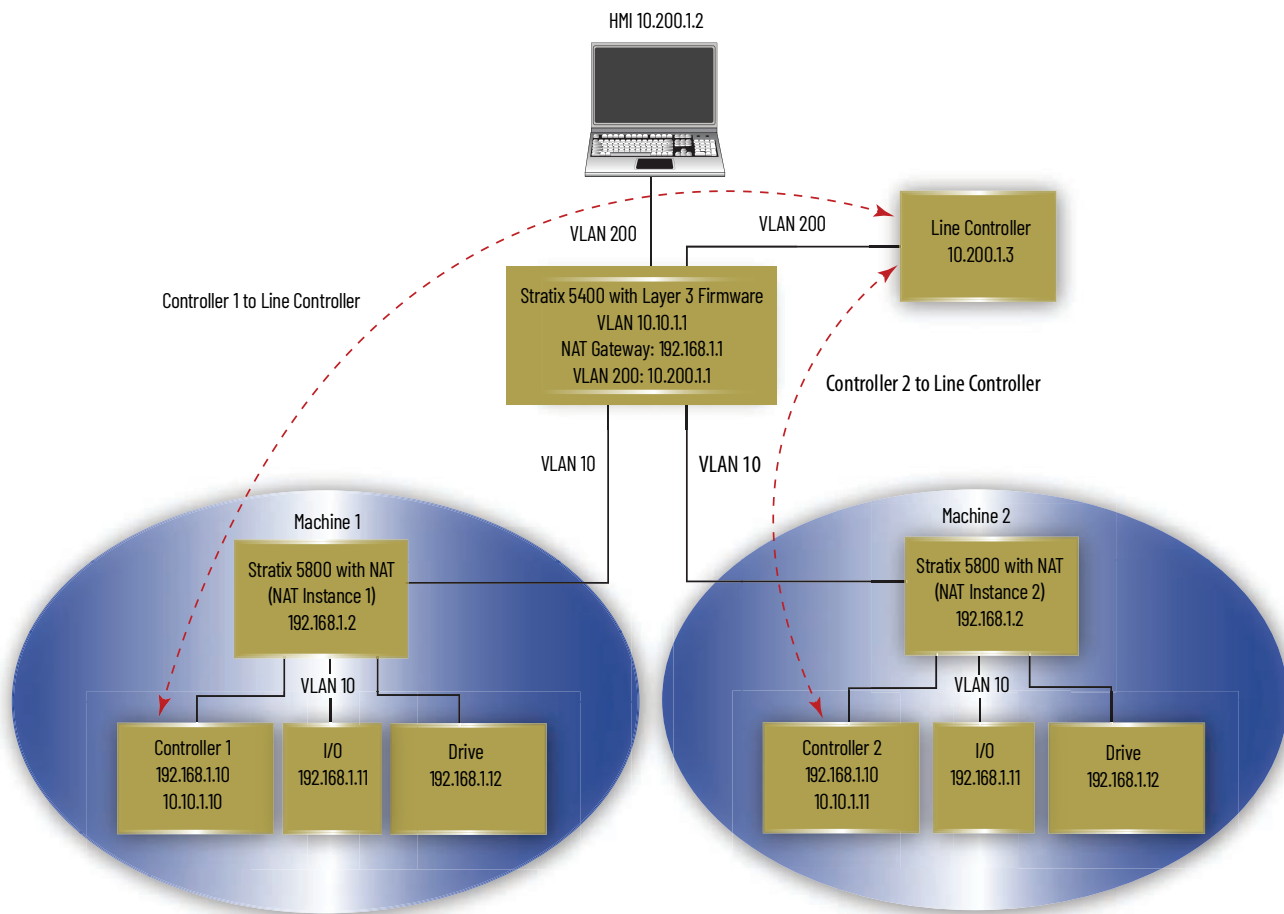 HMI 10.200.1.2
VLAN 200
VLAN 200
Line Controller
10.200.1.3
Controller 1 to Line Controller
Stratix 5400 with Layer 3 Firmware
VLAN 10.10.1.1
NAT Gateway: 192.168.1.1
VLAN 200: 10.200.1.1
Controller 2 to Line Controller
VLAN 10
VLAN 10
Machine 1
Stratix 5800 with NAT
(NAT Instance 1)
192.168.1.2
VLAN 10
Controller 1
192.168.1.10
10.10.1.10
I/O
192.168.1.11
Drive
192.168.1.12
Machine 2
Stratix 5800 with NAT
(NAT Instance 2)
192.168.1.2
VLAN 10
Controller 2
192.168.1.10
10.10.1.11
I/O
192.168.1.11
Drive
192.168.1.12